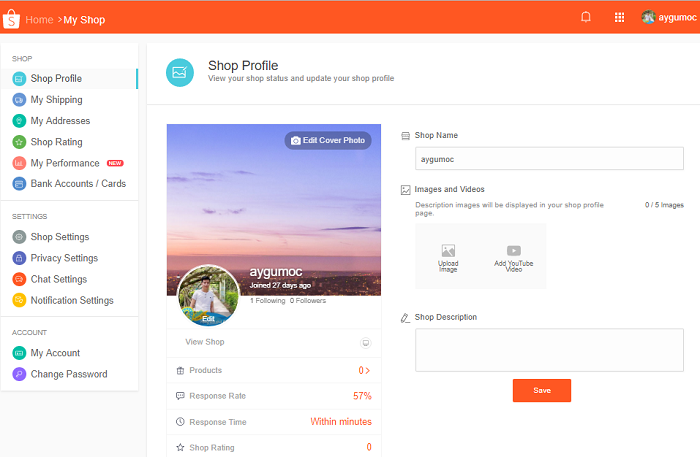 S
Home > My Shop
aygumoc
SHOP
Shop Profile
My Shipping
My Addresses
Shop Rating
My Performance NEW
Bank Accounts / Cards
SETTINGS
Shop Settings
Privacy Settings
Chat Settings
Notification Settings
ACCOUNT
My Account
Change Password
Shop Profile
View your shop status and update your shop profile
Edit Cover Photo
aygumoc
Joined 27 days ago
1 Following 0 Followers
Edit
View Shop
Products 0 >
Response Rate 57%
Response Time Within minutes
Shop Rating 0
Shop Name
aygumoc
Images and Videos
Description images will be displayed in your shop profile
page.
0 / 5 Images
Upload
Image
Add YouTube
Video
Shop Description
Save